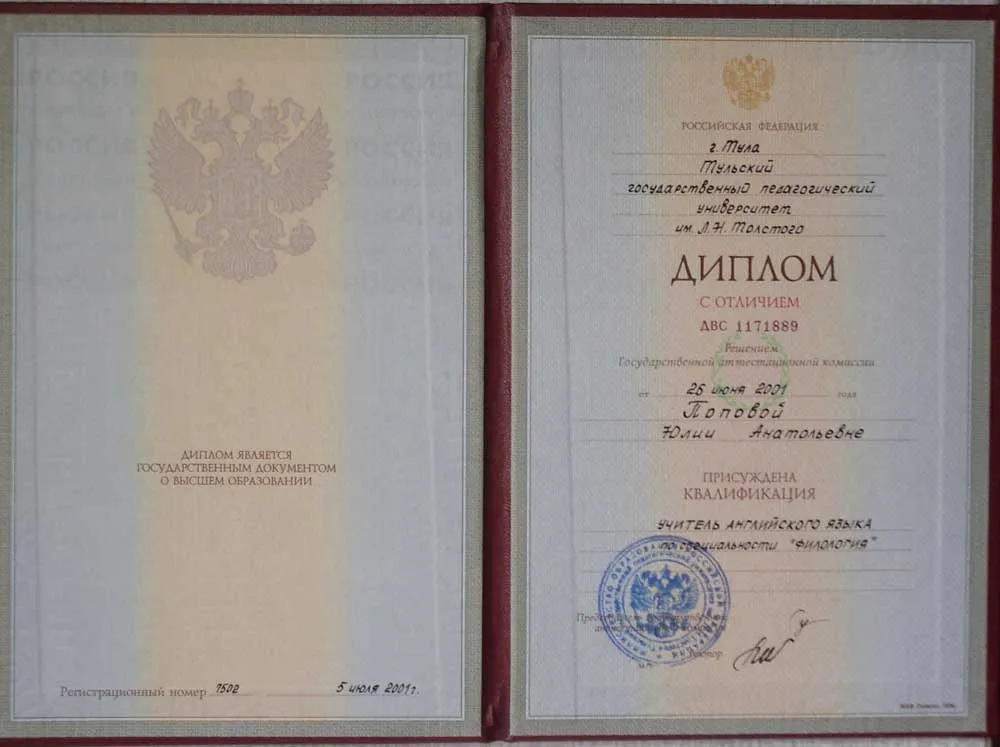 ДИПЛОМ ЯВЛЯЕТСЯ
ГОСУДАРСТВЕННЫМ ДОКУМЕНТОМ
О ВЫСШЕМ ОБРАЗОВАНИИ
Регистрационный номер 7502 5 июля 2001г.
РОССИЙСКАЯ ФЕДЕРАЦИЯ
г. Тула
Тульский
государственный педагогический
университет
им. Л.Н. Толстого
ДИПЛОМ
С ОТЛИЧИЕМ
ДВС 1171889
Решением
Государственной аттестационной комиссии
от 26 июня 2001 года
Поповой
Юлии Анатольевне
ПРИСУЖДЕНА
КВАЛИФИКАЦИЯ
УЧИТЕЛЬ АНГЛИЙСКОГО ЯЗЫКА
по специальности "ФИЛОЛОГИЯ"
Ректор